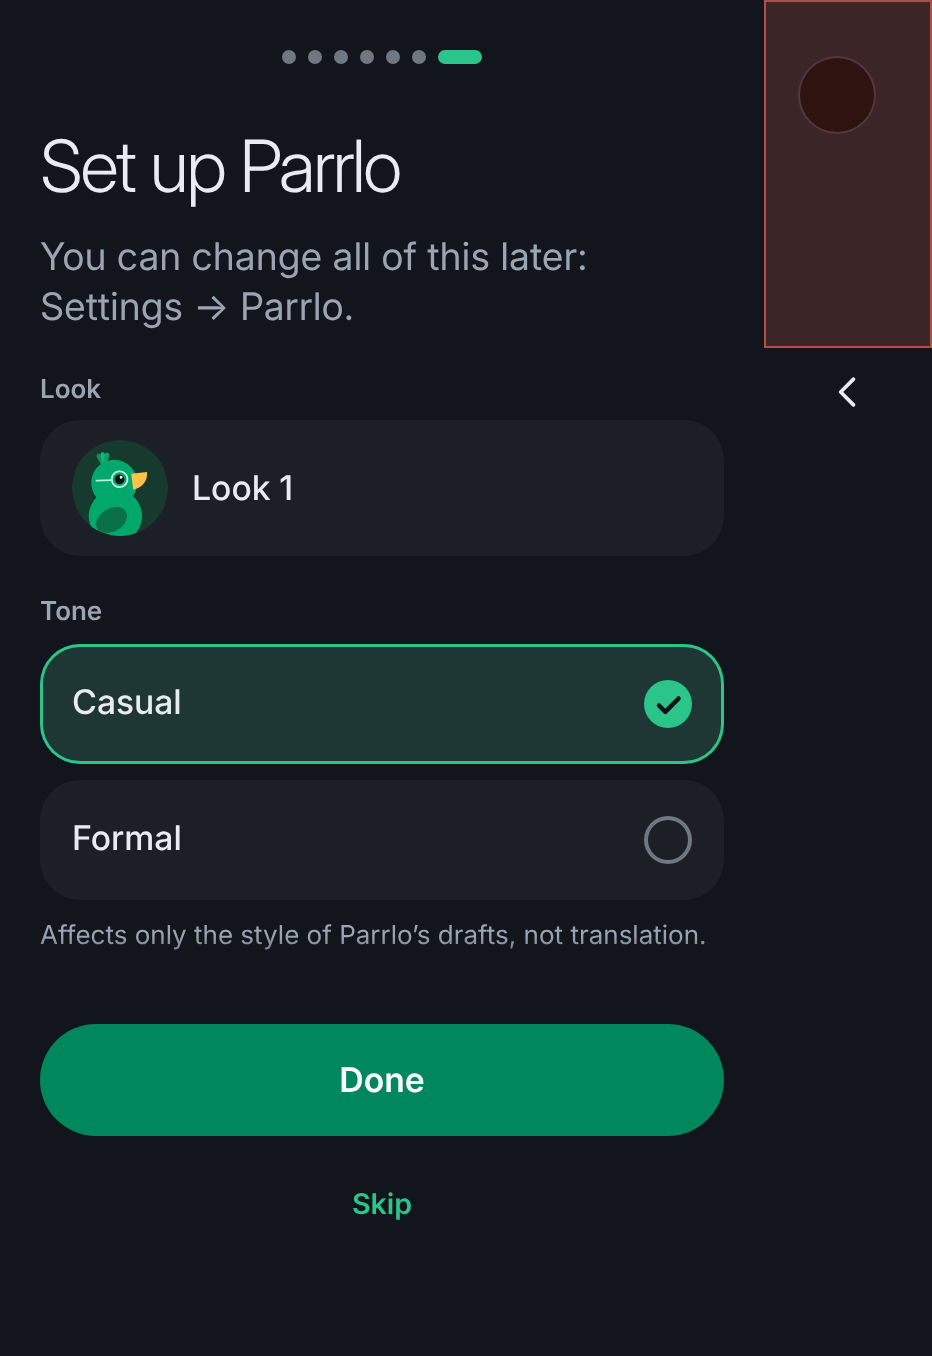 Set up Parrlo
You can change all of this later:
Settings → Parrlo.
Look
Look 1
Tone
Casual
Formal
Affects only the style of Parrlo’s drafts, not translation.
Done
Skip